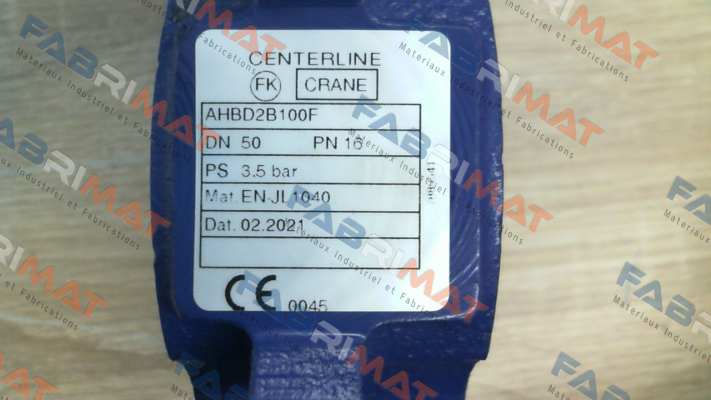 CENTERLINE
FK CRANE
AHBD2B100F
DN 50 PN 16
PS 3.5 bar
Mat. EN-JL1040
Dat. 02.2021
CE 0045
FABRIMAT
Matériaux Industriel et Fabrications